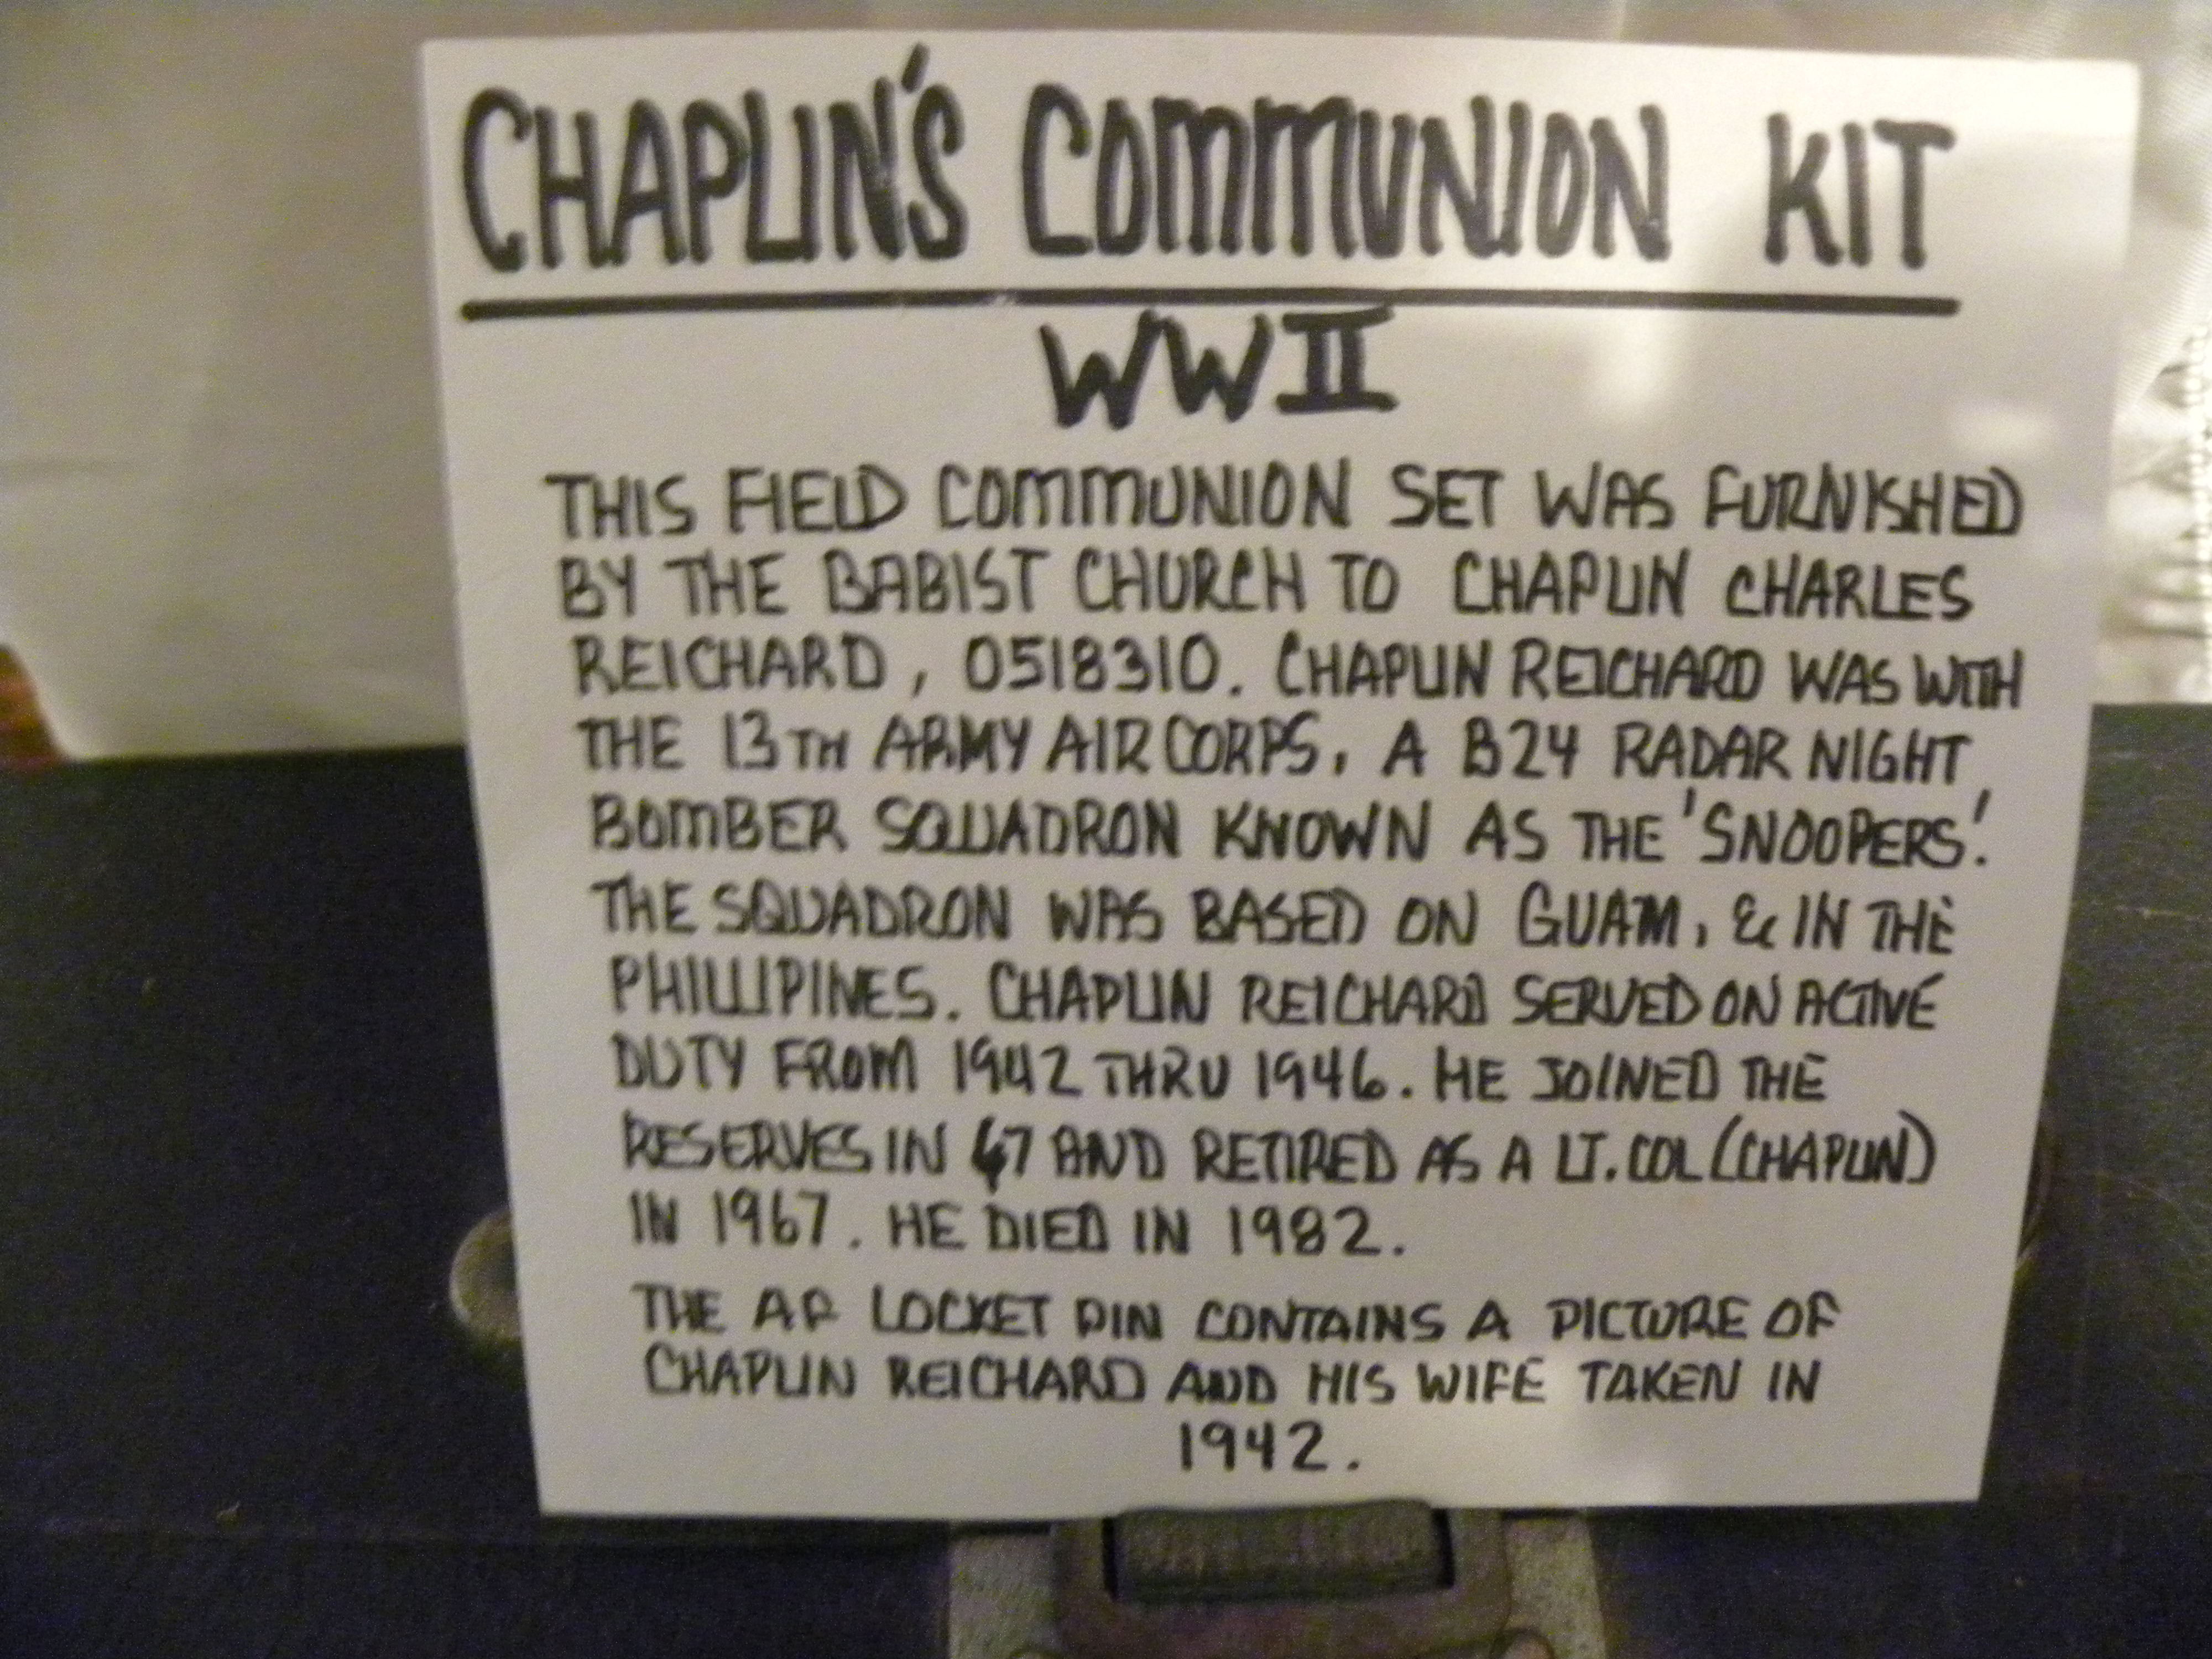 CHAPLIN'S COMMUNION KIT
WWII
THIS FIELD COMMUNION SET WAS FURNISHED
BY THE BABIST CHURCH TO CHAPLIN CHARLES
REICHARD, 0518310. CHAPLIN REICHARD WAS WITH
THE 13TH ARMY AIR CORPS, A B24 RADAR NIGHT
BOMBER SQUADRON KNOWN AS THE 'SNOOPERS'.
THE SQUADRON WAS BASED ON GUAM, & IN THE
PHILLIPINES. CHAPLIN REICHARD SERVED ON ACTIVE
DUTY FROM 1942 THRU 1946. HE JOINED THE
RESERVES IN 47 AND RETIRED AS A LT. COL (CHAPLIN)
IN 1967. HE DIED IN 1982.
THE AF LOCKET PIN CONTAINS A PICTURE OF
CHAPLIN REICHARD AND HIS WIFE TAKEN IN
1942.